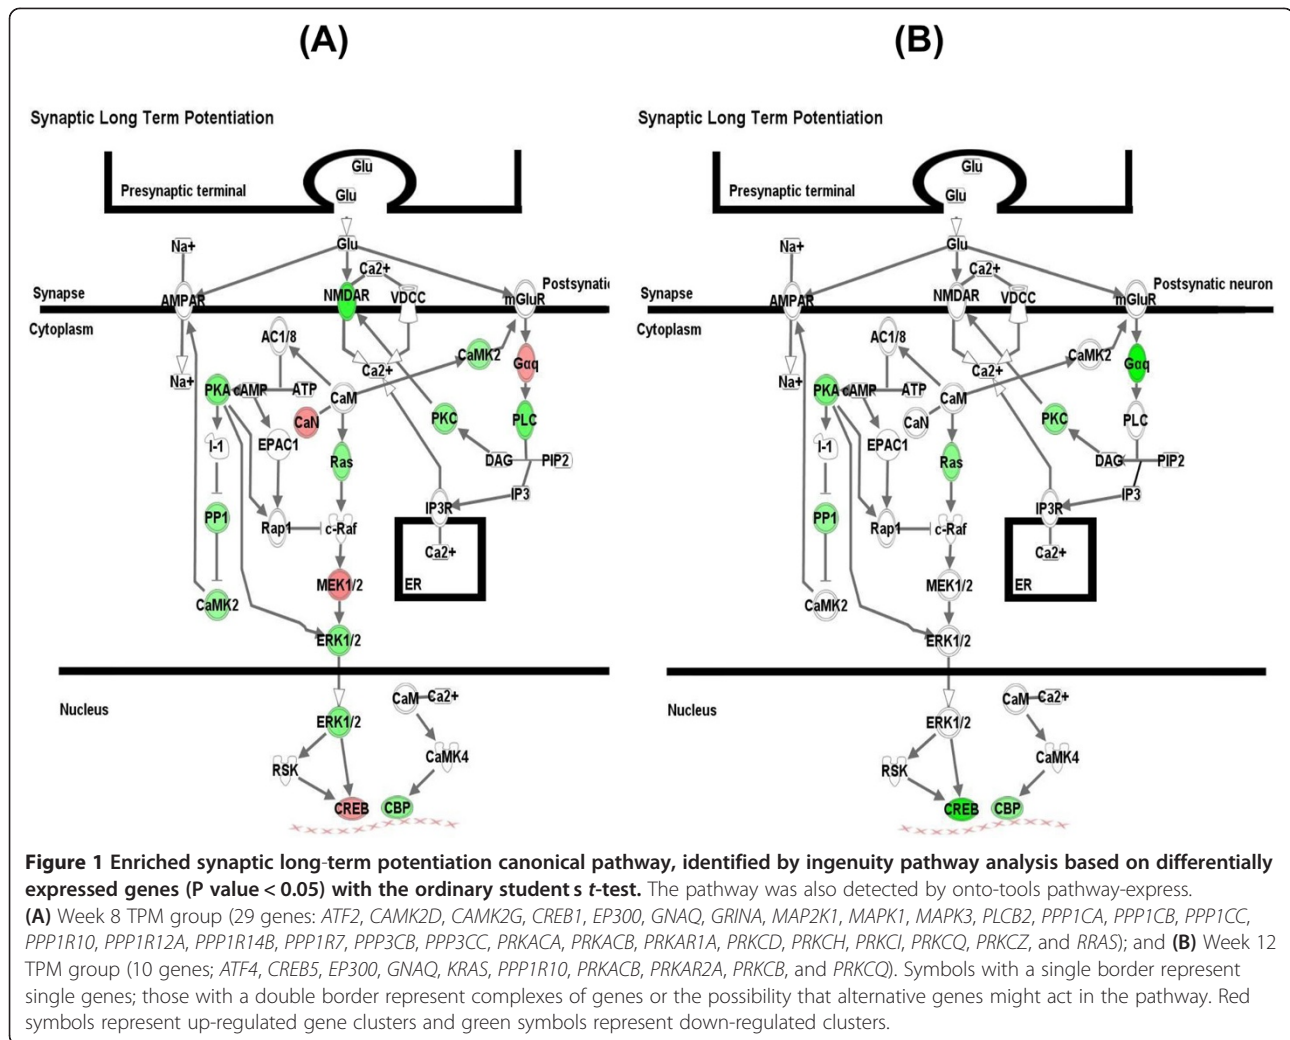 (A)
Synaptic Long Term Potentiation
Glu
Presynaptic terminal
Glu
Na+
Glu
Ca2+
Postsynatic
Synapse
AMPAR
NMDAR
VDCC
mGluR
Cytoplasm
AC1/8
CaMK2
Gαq
Na+
Ca2+
PKA
cAMP
ATP
CaM
CaN
PKC
PLC
I-1
EPAC1
Ras
DAG
PIP2
IP3
PP1
Rap1
c-Raf
IP3R
Ca2+
MEK1/2
ER
CaMK2
ERK1/2
Nucleus
CaM
Ca2+
ERK1/2
RSK
CaMK4
CREB
CBP
(B)
Synaptic Long Term Potentiation
Glu
Presynaptic terminal
Glu
Na+
Glu
Ca2+
Postsynatic neuron
Synapse
AMPAR
NMDAR
VDCC
mGluR
Cytoplasm
AC1/8
CaMK2
Gαq
Na+
Ca2+
PKA
cAMP
ATP
CaM
CaN
PKC
PLC
I-1
EPAC1
Ras
DAG
PIP2
IP3
PP1
Rap1
c-Raf
IP3R
Ca2+
MEK1/2
ER
CaMK2
ERK1/2
Nucleus
CaM
Ca2+
ERK1/2
RSK
CaMK4
CREB
CBP
Figure 1 Enriched synaptic long-term potentiation canonical pathway, identified by ingenuity pathway analysis based on differentially
expressed genes (P value < 0.05) with the ordinary student s t-test. The pathway was also detected by onto-tools pathway-express.
(A) Week 8 TPM group (29 genes: ATF2, CAMK2D, CAMK2G, CREB1, EP300, GNAQ, GRINA, MAP2K1, MAPK1, MAPK3, PLCB2, PPP1CA, PPP1CB, PPP1CC,
PPP1R10, PPP1R12A, PPP1R14B, PPP1R7, PPP3CB, PPP3CC, PRKACA, PRKACB, PRKAR1A, PRKCD, PRKCH, PRKCI, PRKCQ, PRKCZ, and RRAS); and (B) Week 12
TPM group (10 genes; ATF4, CREB5, EP300, GNAQ, KRAS, PPP1R10, PRKACB, PRKAR2A, PRKCB, and PRKCQ). Symbols with a single border represent
single genes; those with a double border represent complexes of genes or the possibility that alternative genes might act in the pathway. Red
symbols represent up-regulated gene clusters and green symbols represent down-regulated clusters.